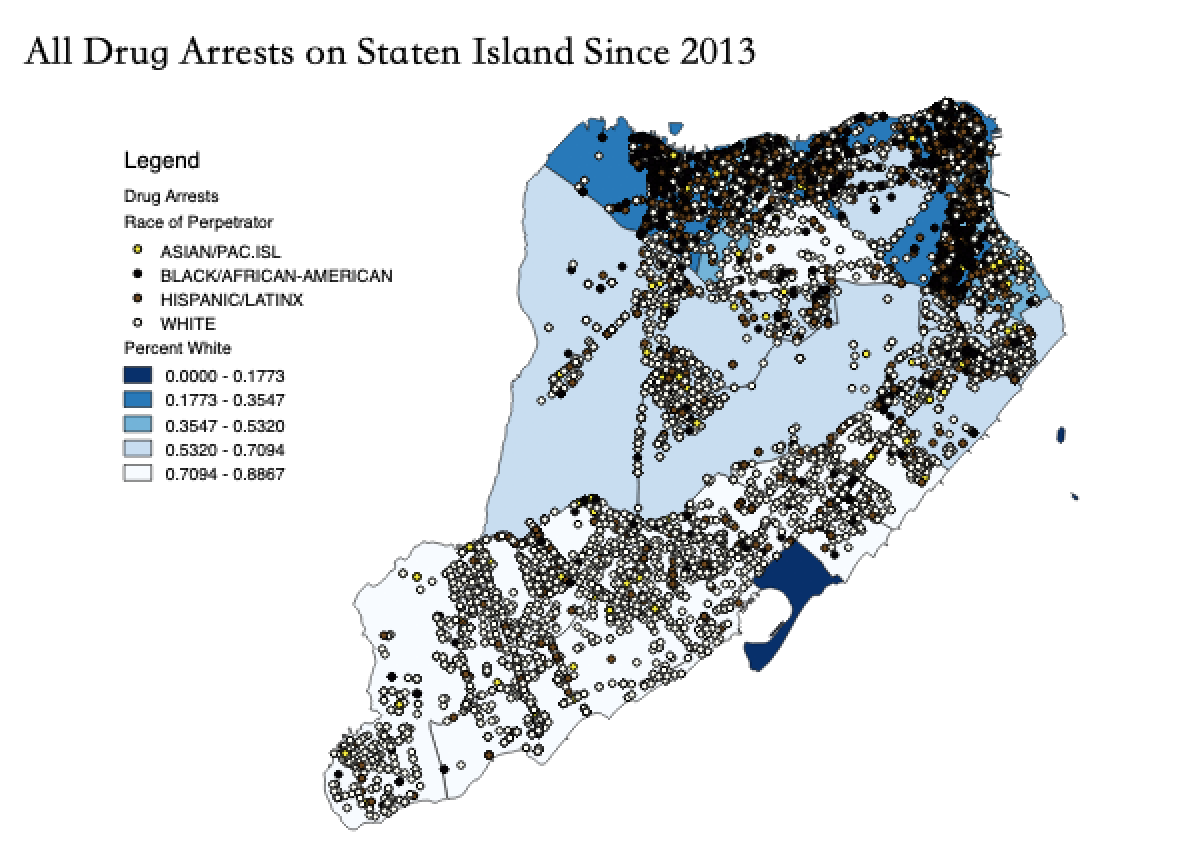 All Drug Arrests on Staten Island Since 2013
Legend
Drug Arrests
Race of Perpetrator
ASIAN/PAC.ISL
BLACK/AFRICAN-AMERICAN
HISPANIC/LATINX
WHITE
Percent White
0.0000 - 0.1773
0.1773 - 0.3547
0.3547 - 0.5320
0.5320 - 0.7094
0.7094 - 0.8867